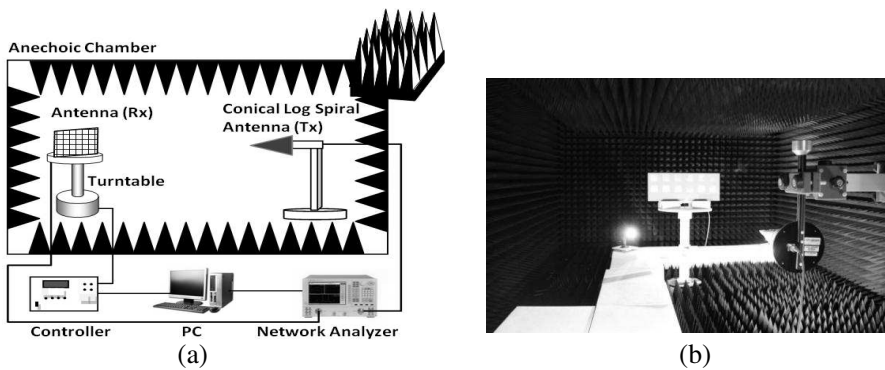 Anechoic Chamber
Antenna (Rx)
Conical Log Spiral
Antenna (Tx)
Turntable
Controller
PC
Network Analyzer
(a)
(b)